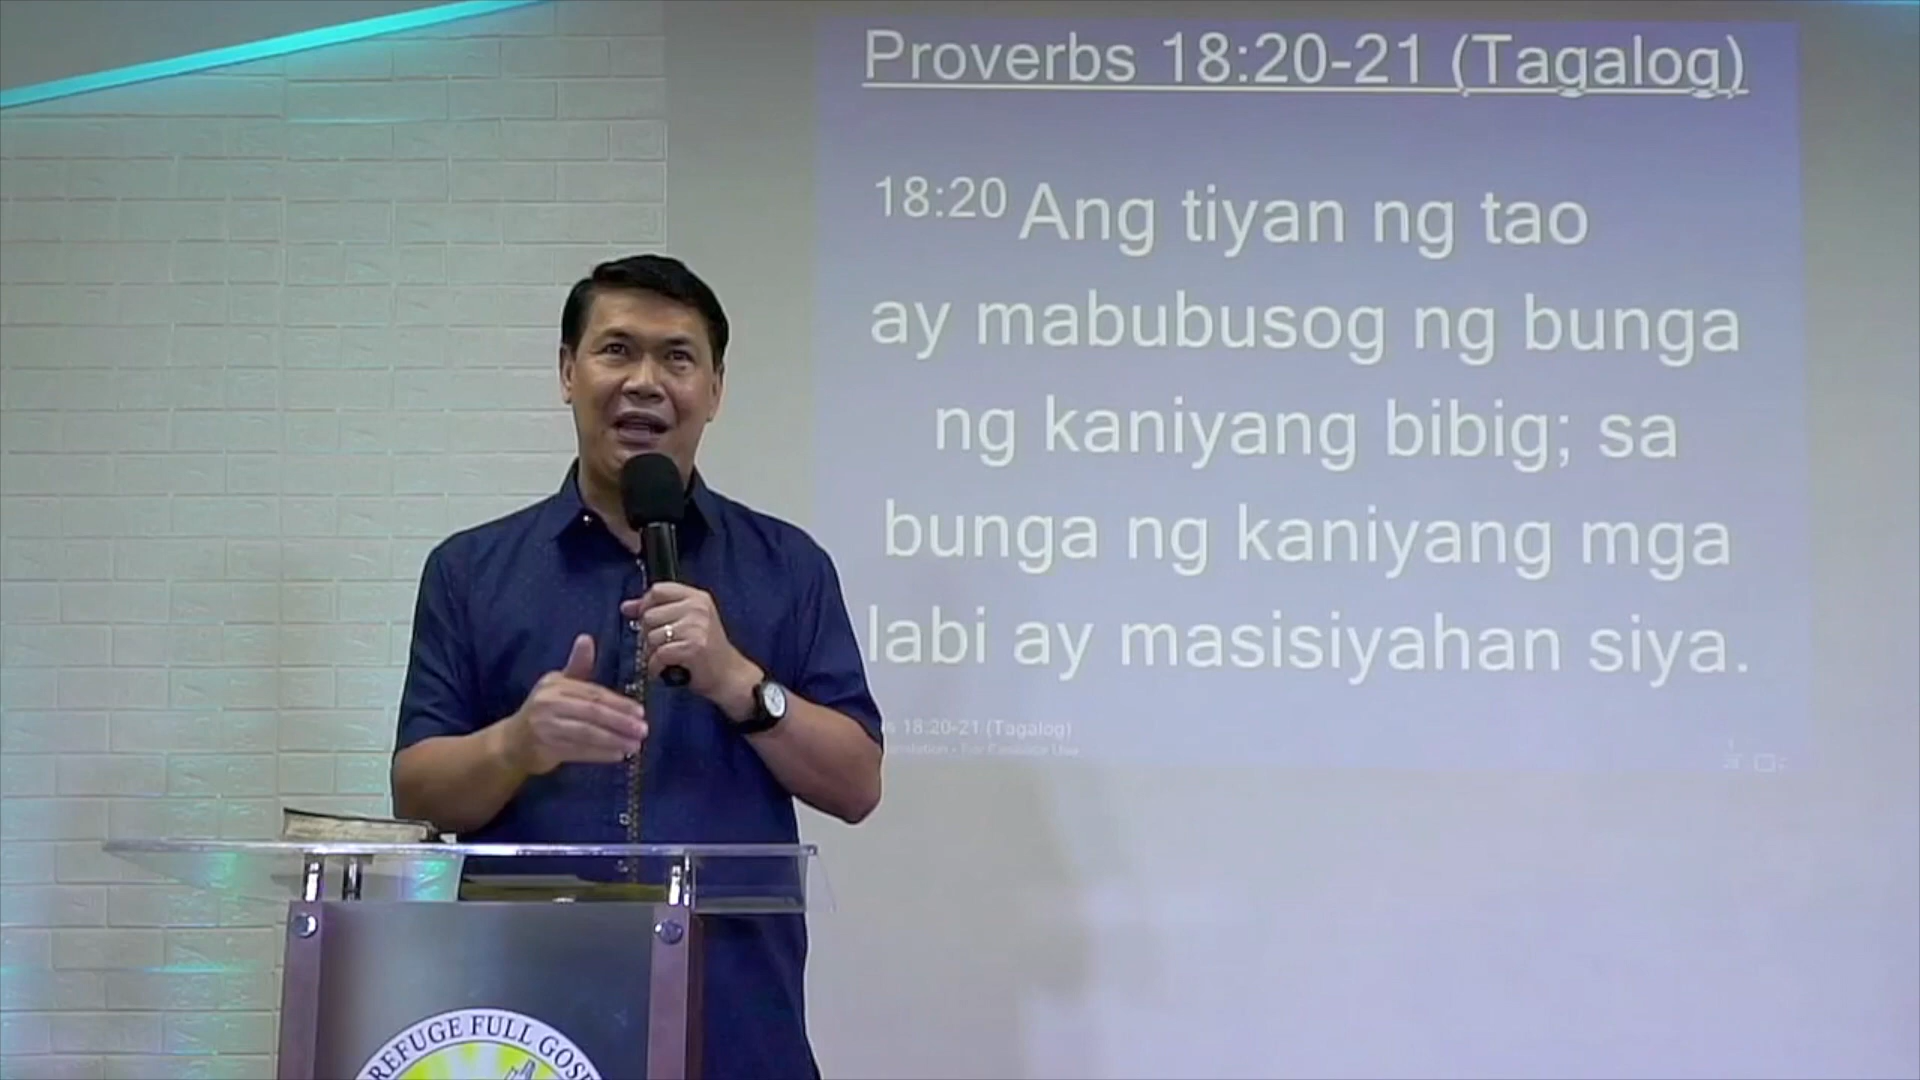 Proverbs 18:20-21 (Tagalog)
18:20 Ang tiyan ng tao
ay mabubusog ng bunga
ng kaniyang bibig; sa
bunga ng kaniyang mga
labi ay masisiyahan siya.
18:20-21 (Tagalog)
REFUGE FULL